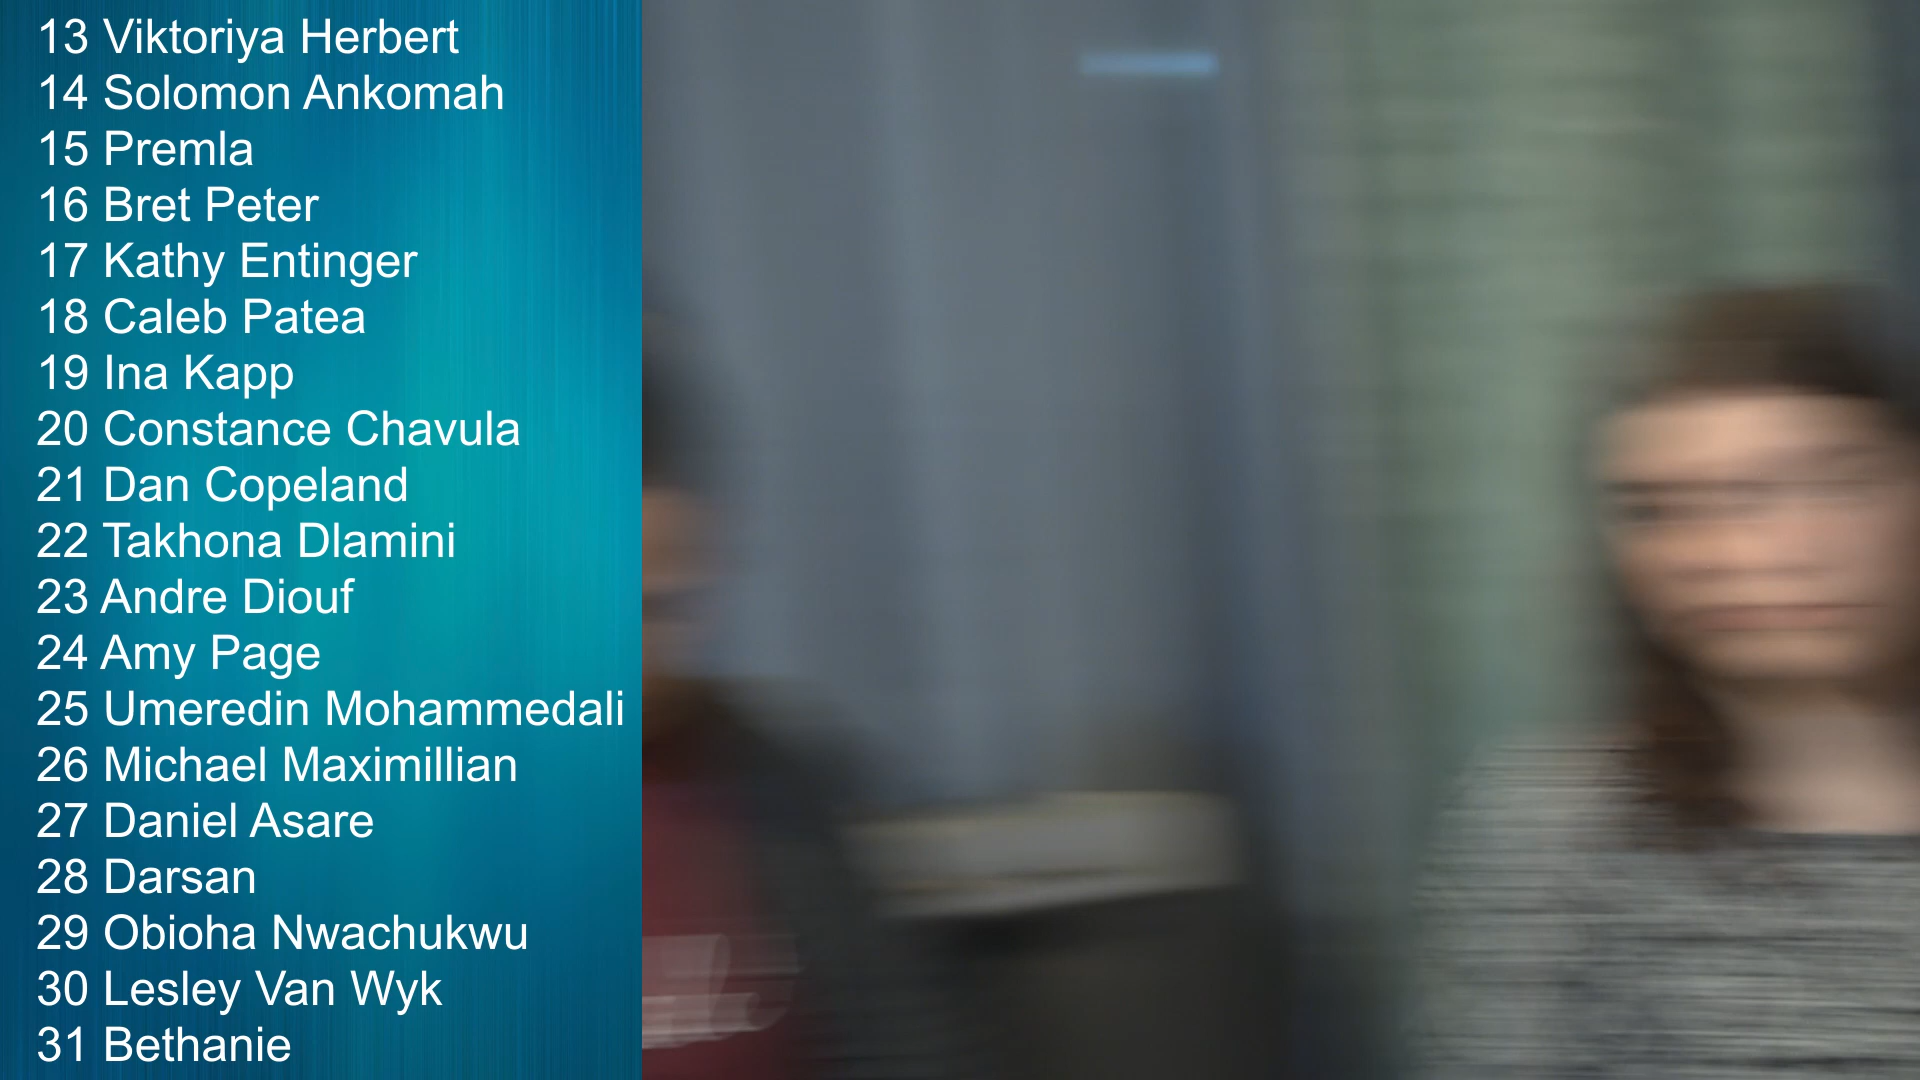 13 Viktoriya Herbert
14 Solomon Ankomah
15 Premla
16 Bret Peter
17 Kathy Entinger
18 Caleb Patea
19 Ina Kapp
20 Constance Chavula
21 Dan Copeland
22 Takhona Dlamini
23 Andre Diouf
24 Amy Page
25 Umeredin Mohammedali
26 Michael Maximillian
27 Daniel Asare
28 Darsan
29 Obioha Nwachukwu
30 Lesley Van Wyk
31 Bethanie